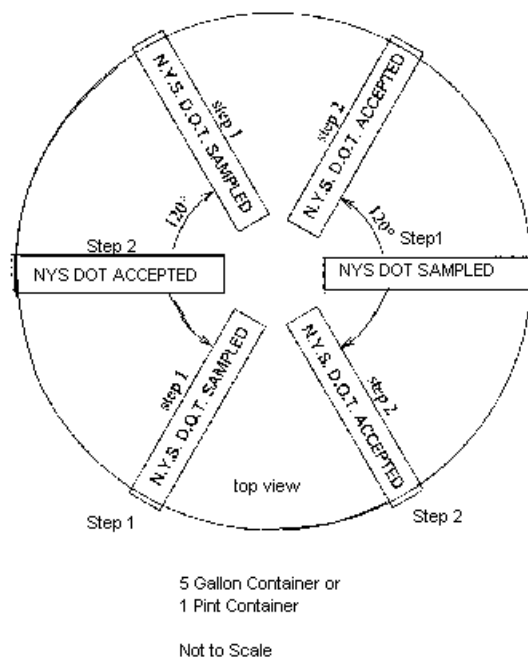 N.Y.S. D.O.T. SAMPLED
step 1
step 2
N.Y.S. D.O.T. ACCEPTED
120°
120°
Step 2
Step1
NYS DOT ACCEPTED
NYS DOT SAMPLED
step 1
N.Y.S. D.O.T. SAMPLED
step 2
N.Y.S. D.O.T. ACCEPTED
top view
Step 1
Step 2
5 Gallon Container or
1 Pint Container
Not to Scale